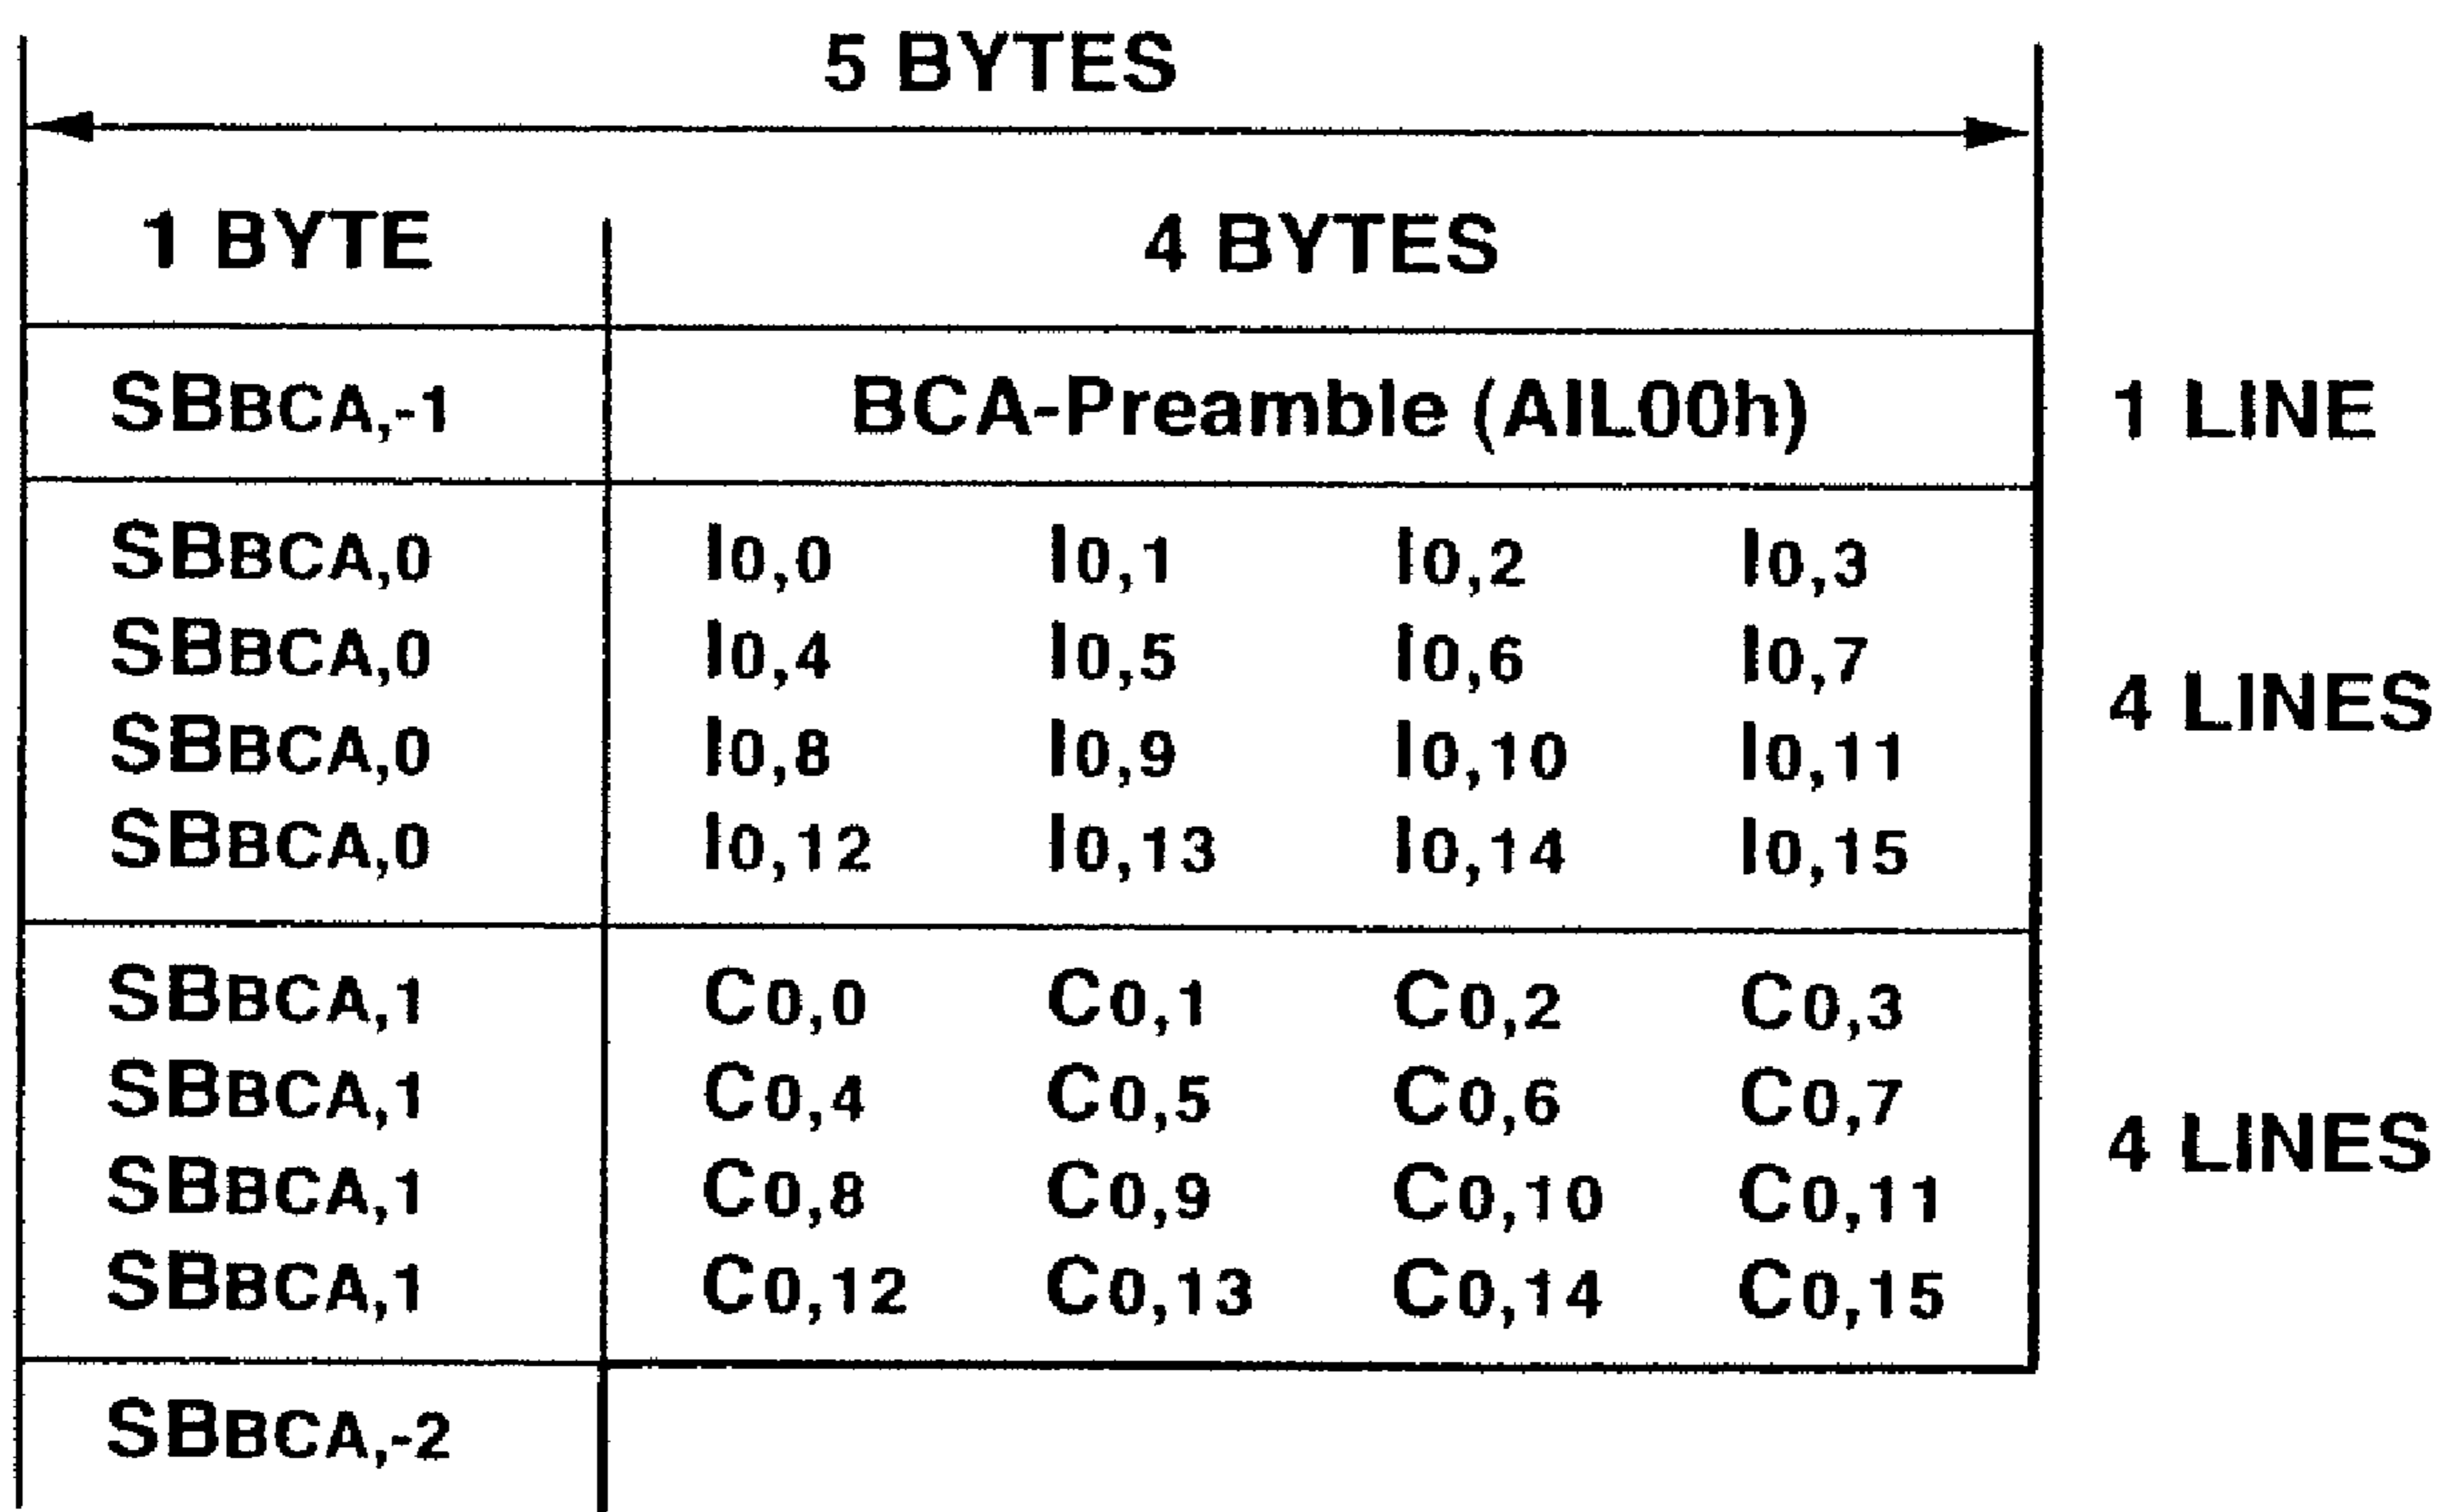 5 BYTES
1 BYTE 4 BYTES
SBBCA,-1 BCA-Preamble (AIL00h) 1 LINE
SBBCA,0 I0,0 I0,1 I0,2 I0,3
SBBCA,0 I0,4 I0,5 I0,6 I0,7
4 LINES
SBBCA,0 I0,8 I0,9 I0,10 I0,11
SBBCA,0 I0,12 I0,13 I0,14 I0,15
SBBCA,1 C0,0 C0,1 C0,2 C0,3
SBBCA,1 C0,4 C0,5 C0,6 C0,7
4 LINES
SBBCA,1 C0,8 C0,9 C0,10 C0,11
SBBCA,1 C0,12 C0,13 C0,14 C0,15
SBBCA,-2